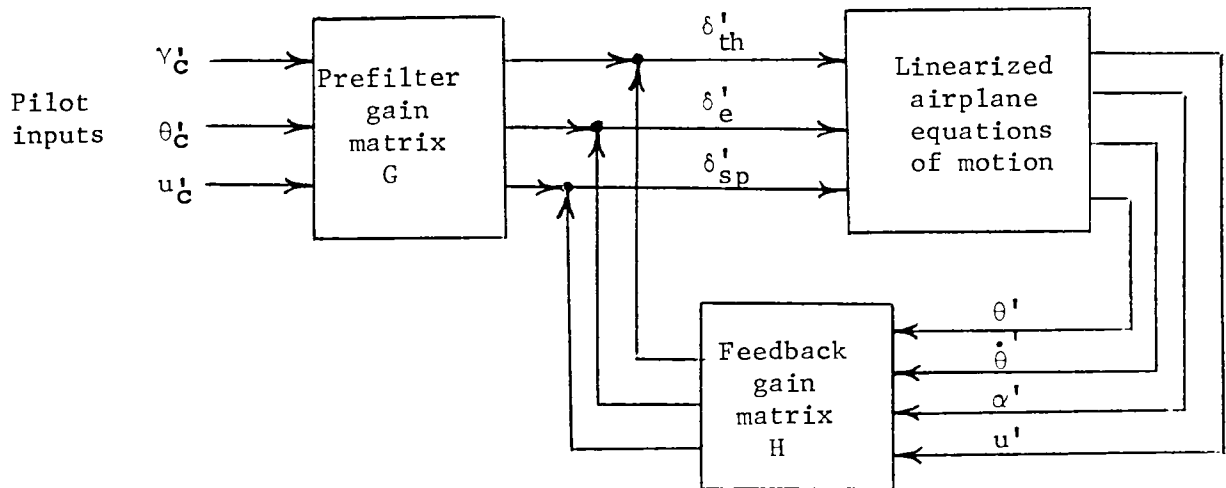 Pilot
inputs
γ'c
θ'c
u'c
Prefilter
gain
matrix
G
δ'th
δ'e
δ'sp
Linearized
airplane
equations
of motion
Feedback
gain
matrix
H
θ'
θ̇'
α'
u'